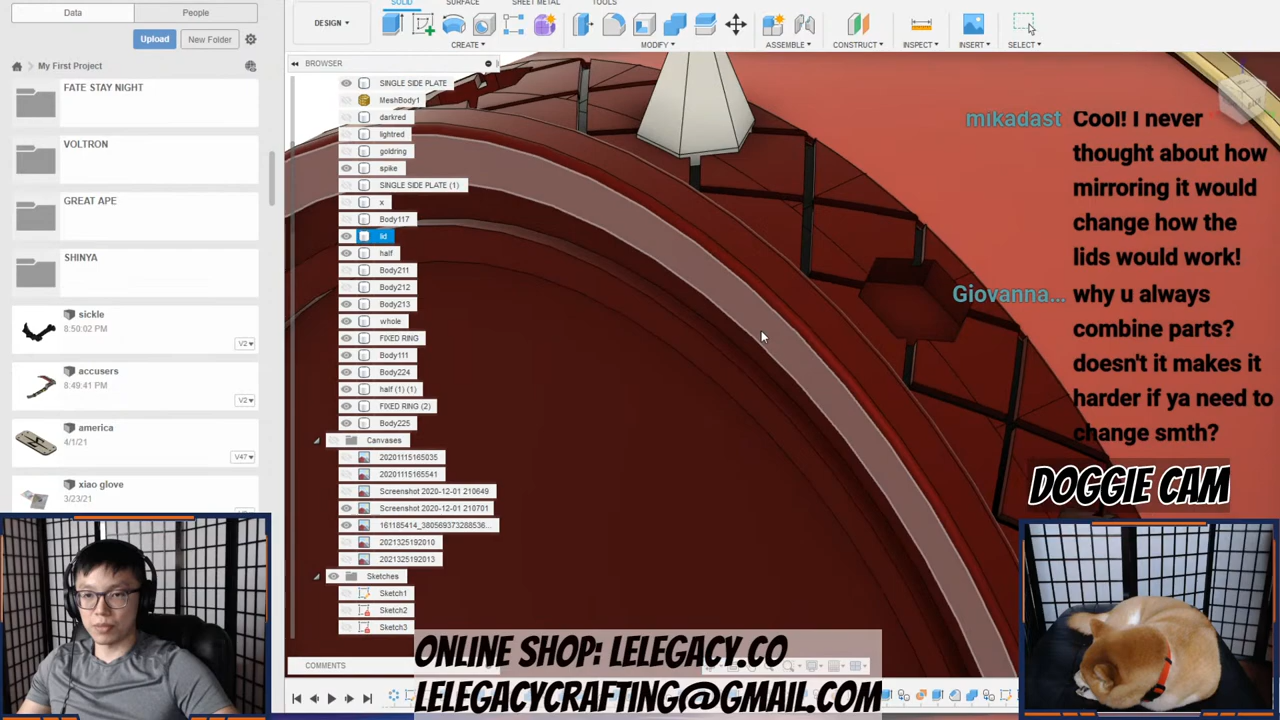 Data
People
DESIGN
SOLID
SURFACE
SHEET METAL
TOOLS
Upload
New Folder
CREATE
MODIFY
ASSEMBLE
CONSTRUCT
INSPECT
INSERT
SELECT
My First Project
FATE STAY NIGHT
VOLTRON
GREAT APE
SHINYA
sickle
8:50:02 PM
V2
accusers
8:49:41 PM
V2
america
4/1/21
V47
xiao glove
3/23/21
BROWSER
SINGLE SIDE PLATE
MeshBody1
darkred
lightred
goldring
spike
SINGLE SIDE PLATE (1)
x
Body117
lid
half
Body211
Body212
Body213
whole
FIXED RING
Body111
Body224
half (1) (1)
FIXED RING (2)
Body225
Canvases
20201115165035
20201115165541
Screenshot 2020-12-01 210649
Screenshot 2020-12-01 210701
161185414_380569373288536...
2021325192010
2021325192013
Sketches
Sketch1
Sketch2
Sketch3
COMMENTS
mikadast Cool! I never
thought about how
mirroring it would
change how the
lids would work!
Giovanna... why u always
combine parts?
doesn't it makes it
harder if ya need to
change smth?
DOGGIE CAM
ONLINE SHOP: LELEGACY.CO
LELEGACYCRAFTING@GMAIL.COM